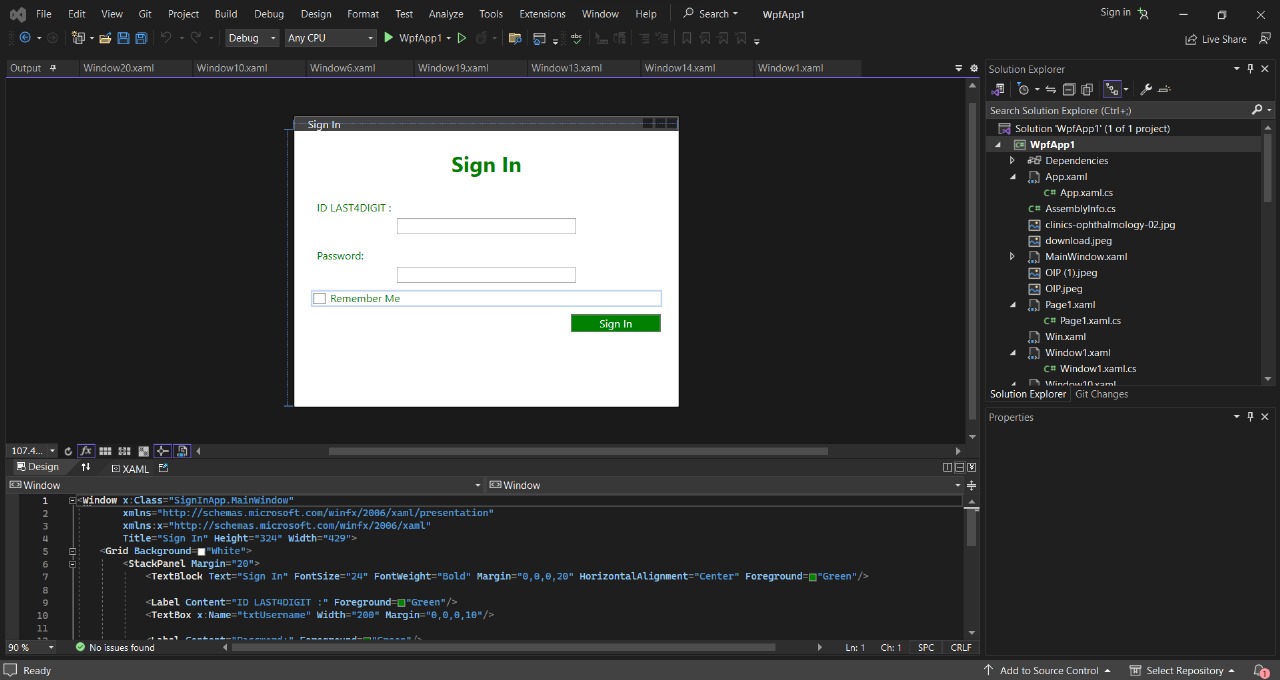 File Edit View Git Project Build Debug Design Format Test Analyze Tools Extensions Window Help Search WpfApp1 Sign in
Debug Any CPU WpfApp1 Live Share
Output Window20.xaml Window10.xaml Window6.xaml Window19.xaml Window13.xaml Window14.xaml Window1.xaml
Sign In
Sign In
ID LAST4DIGIT :
Password:
Remember Me
Sign In
107.4...
Design XAML
Window Window
1 <Window x:Class="SignInApp.MainWindow"
2 xmlns="http://schemas.microsoft.com/winfx/2006/xaml/presentation"
3 xmlns:x="http://schemas.microsoft.com/winfx/2006/xaml"
4 Title="Sign In" Height="324" Width="429">
5 <Grid Background="White">
6 <StackPanel Margin="20">
7 <TextBlock Text="Sign In" FontSize="24" FontWeight="Bold" Margin="0,0,0,20" HorizontalAlignment="Center" Foreground="Green"/>
8
9 <Label Content="ID LAST4DIGIT :" Foreground="Green"/>
10 <TextBox x:Name="txtUsername" Width="200" Margin="0,0,0,10"/>
11
12 <Label Content="Password:" Foreground="Green"/>
90 % No issues found Ln: 1 Ch: 1 SPC CRLF
Solution Explorer
Search Solution Explorer (Ctrl+;)
Solution 'WpfApp1' (1 of 1 project)
WpfApp1
Dependencies
App.xaml
App.xaml.cs
AssemblyInfo.cs
clinics-ophthalmology-02.jpg
download.jpeg
MainWindow.xaml
OIP (1).jpeg
OIP.jpeg
Page1.xaml
Page1.xaml.cs
Win.xaml
Window1.xaml
Window1.xaml.cs
Window10.xaml
Solution Explorer Git Changes
Properties
Ready Add to Source Control Select Repository 1